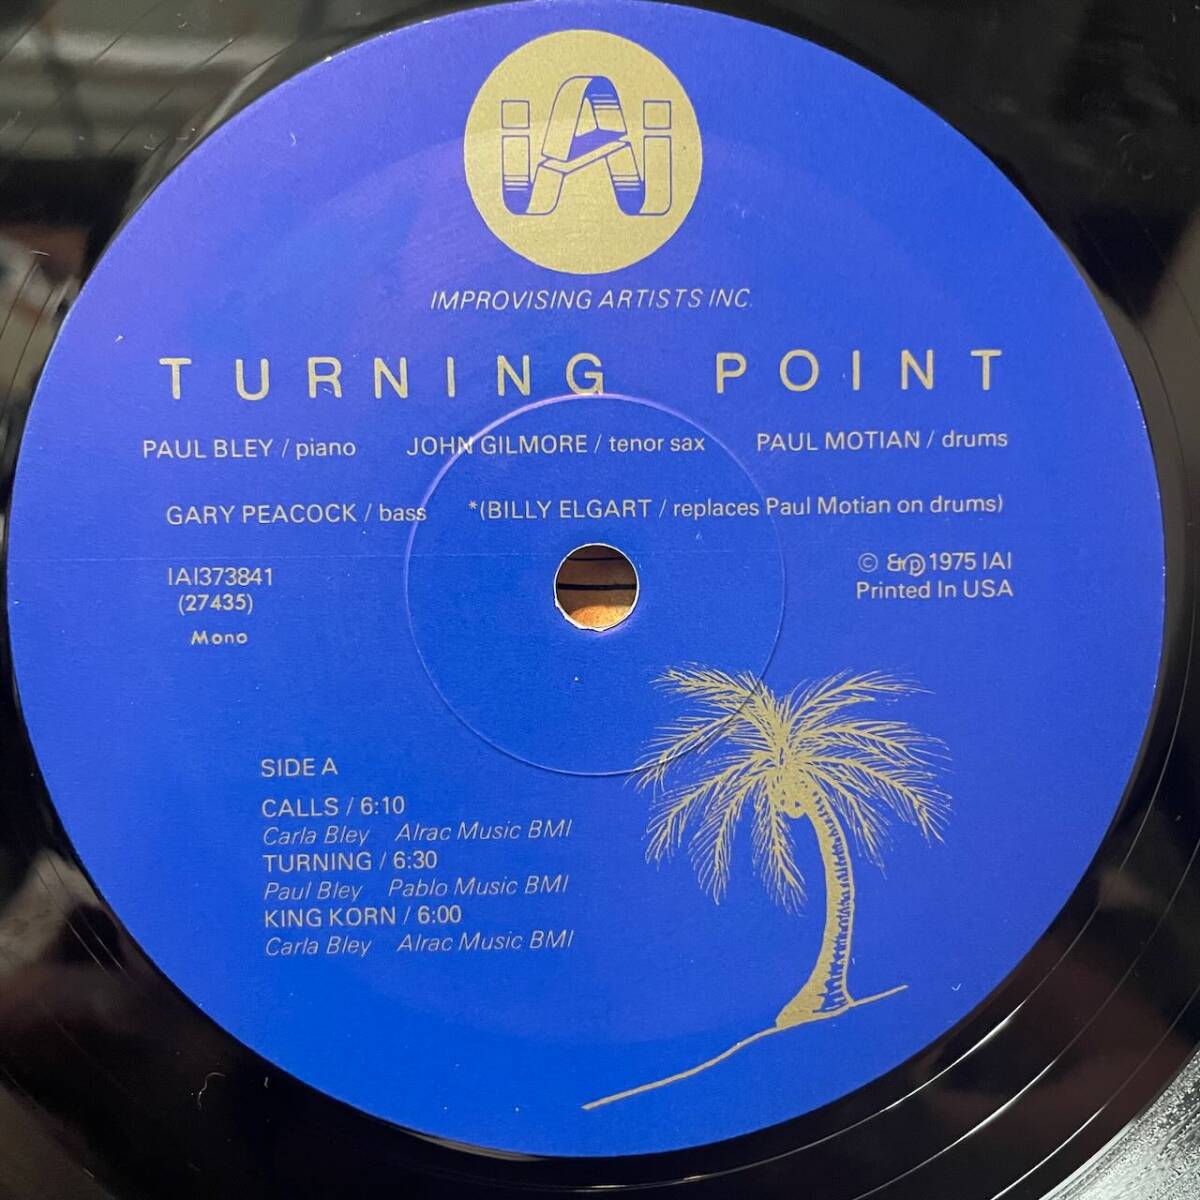 iAi
IMPROVISING ARTISTS INC.
TURNING POINT
PAUL BLEY / piano JOHN GILMORE / tenor sax PAUL MOTIAN / drums
GARY PEACOCK / bass *(BILLY ELGART / replaces Paul Motian on drums)
IAI373841
(27435)
Mono
© & ℗ 1975 IAI
Printed In USA
SIDE A
CALLS / 6:10
Carla Bley Alrac Music BMI
TURNING / 6:30
Paul Bley Pablo Music BMI
KING KORN / 6:00
Carla Bley Alrac Music BMI